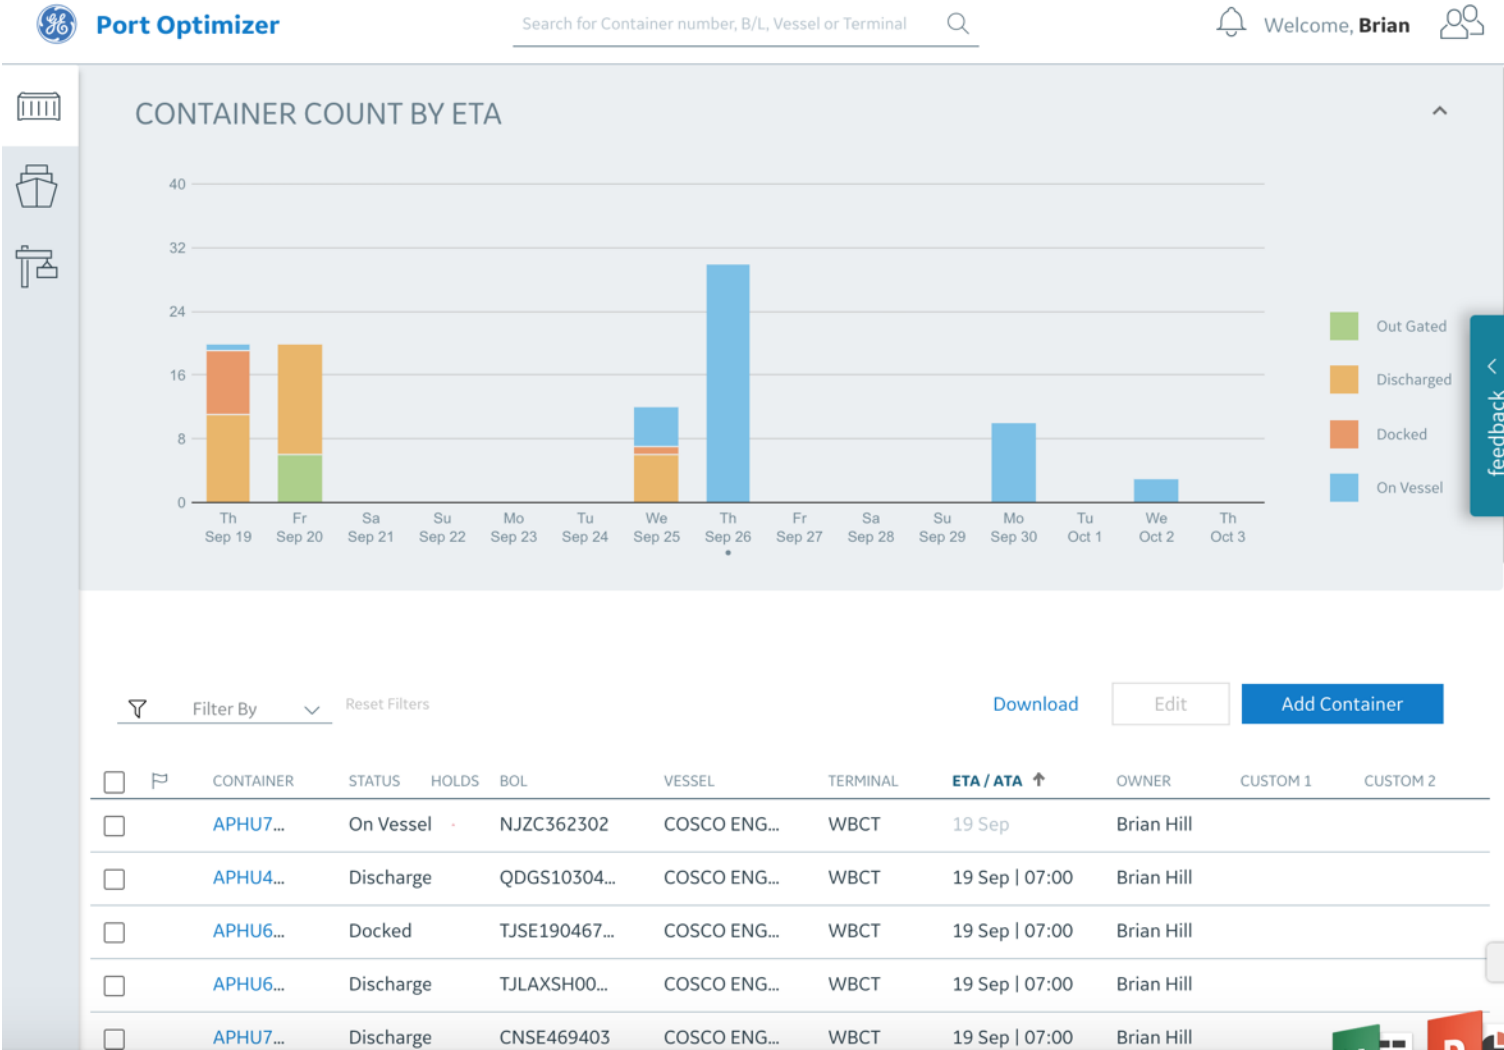 Port Optimizer
Search for Container number, B/L, Vessel or Terminal
Welcome, Brian
CONTAINER COUNT BY ETA
40
32
24
16
8
0
Th Fr Sa Su Mo Tu We Th Fr Sa Su Mo Tu We Th
Sep 19 Sep 20 Sep 21 Sep 22 Sep 23 Sep 24 Sep 25 Sep 26 Sep 27 Sep 28 Sep 29 Sep 30 Oct 1 Oct 2 Oct 3
Out Gated
Discharged
Docked
On Vessel
feedback
Filter By Reset Filters Download Edit Add Container
CONTAINER STATUS HOLDS BOL VESSEL TERMINAL ETA / ATA OWNER CUSTOM 1 CUSTOM 2
APHU7... On Vessel NJZC362302 COSCO ENG... WBCT 19 Sep Brian Hill
APHU4... Discharge QDGS10304... COSCO ENG... WBCT 19 Sep | 07:00 Brian Hill
APHU6... Docked TJSE190467... COSCO ENG... WBCT 19 Sep | 07:00 Brian Hill
APHU6... Discharge TJLAXSH00... COSCO ENG... WBCT 19 Sep | 07:00 Brian Hill
APHU7... Discharge CNSE469403 COSCO ENG... WBCT 19 Sep | 07:00 Brian Hill